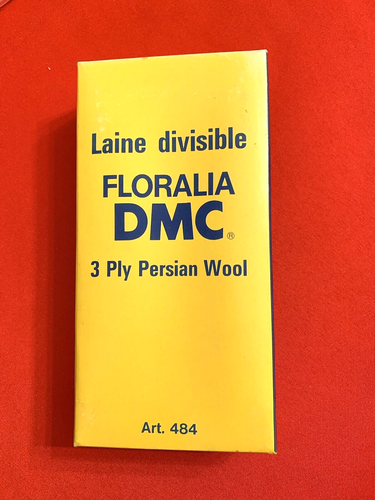 Laine divisible
FLORALIA
DMC®
3 Ply Persian Wool
Art. 484